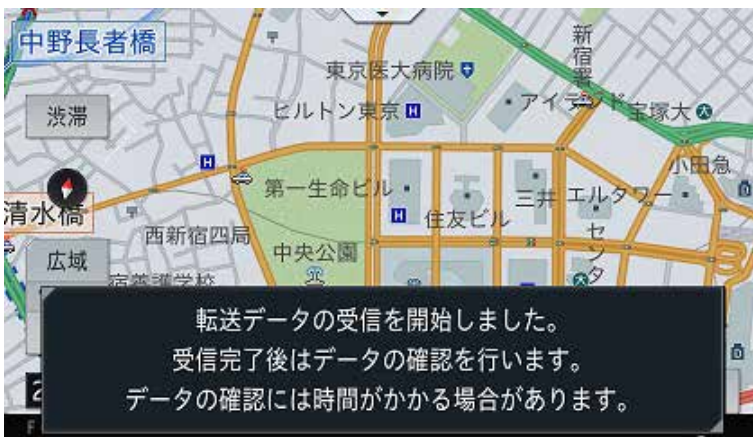 中野長者橋
新宿署
東京医大病院
渋滞
ヒルトン東京 H
アイランド
宝塚大
H
小田急
第一生命ビル
三井
エルタワー
清水橋
H
住友ビル
西新宿四局
センタ
広域
中央公園
転送データの受信を開始しました。
受信完了後はデータの確認を行います。
データの確認には時間がかかる場合があります。